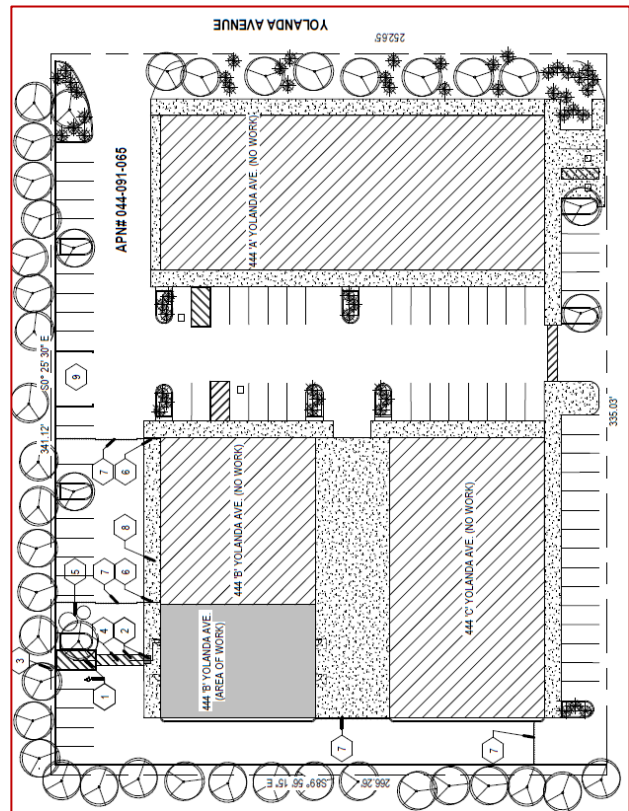 YOLANDA AVENUE
252.65'
APN# 044-091-065
444 'A' YOLANDA AVE. (NO WORK)
341.12'
S0° 25' 30" E
9
7
6
8
7
6
5
4
2
3
1
444 'B' YOLANDA AVE. (NO WORK)
444 'B' YOLANDA AVE.
(AREA OF WORK)
444 'C' YOLANDA AVE. (NO WORK)
335.03'
7
7
266.26'
S89° 56' 15" E